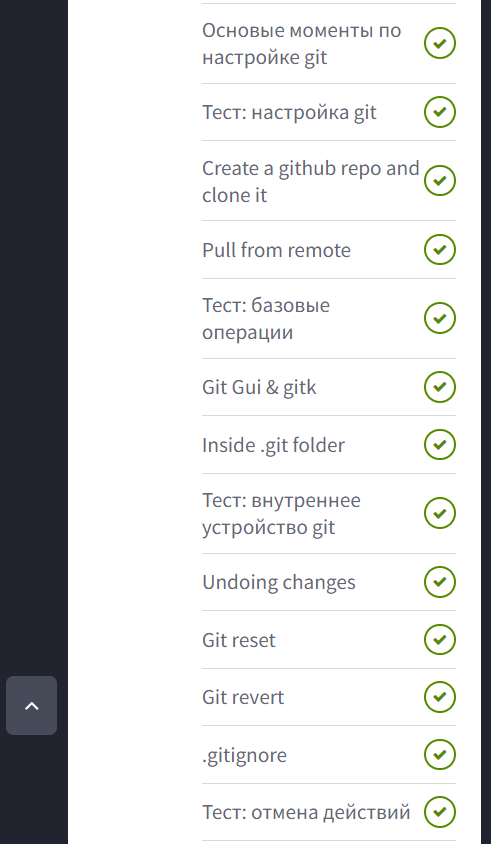 Основые моменты по
настройке git
Тест: настройка git
Create a github repo and
clone it
Pull from remote
Тест: базовые
операции
Git Gui & gitk
Inside .git folder
Тест: внутреннее
устройство git
Undoing changes
Git reset
Git revert
.gitignore
Тест: отмена действий